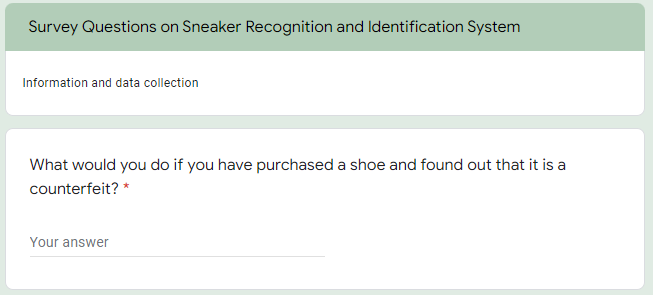 Survey Questions on Sneaker Recognition and Identification System
Information and data collection
What would you do if you have purchased a shoe and found out that it is a
counterfeit? *
Your answer